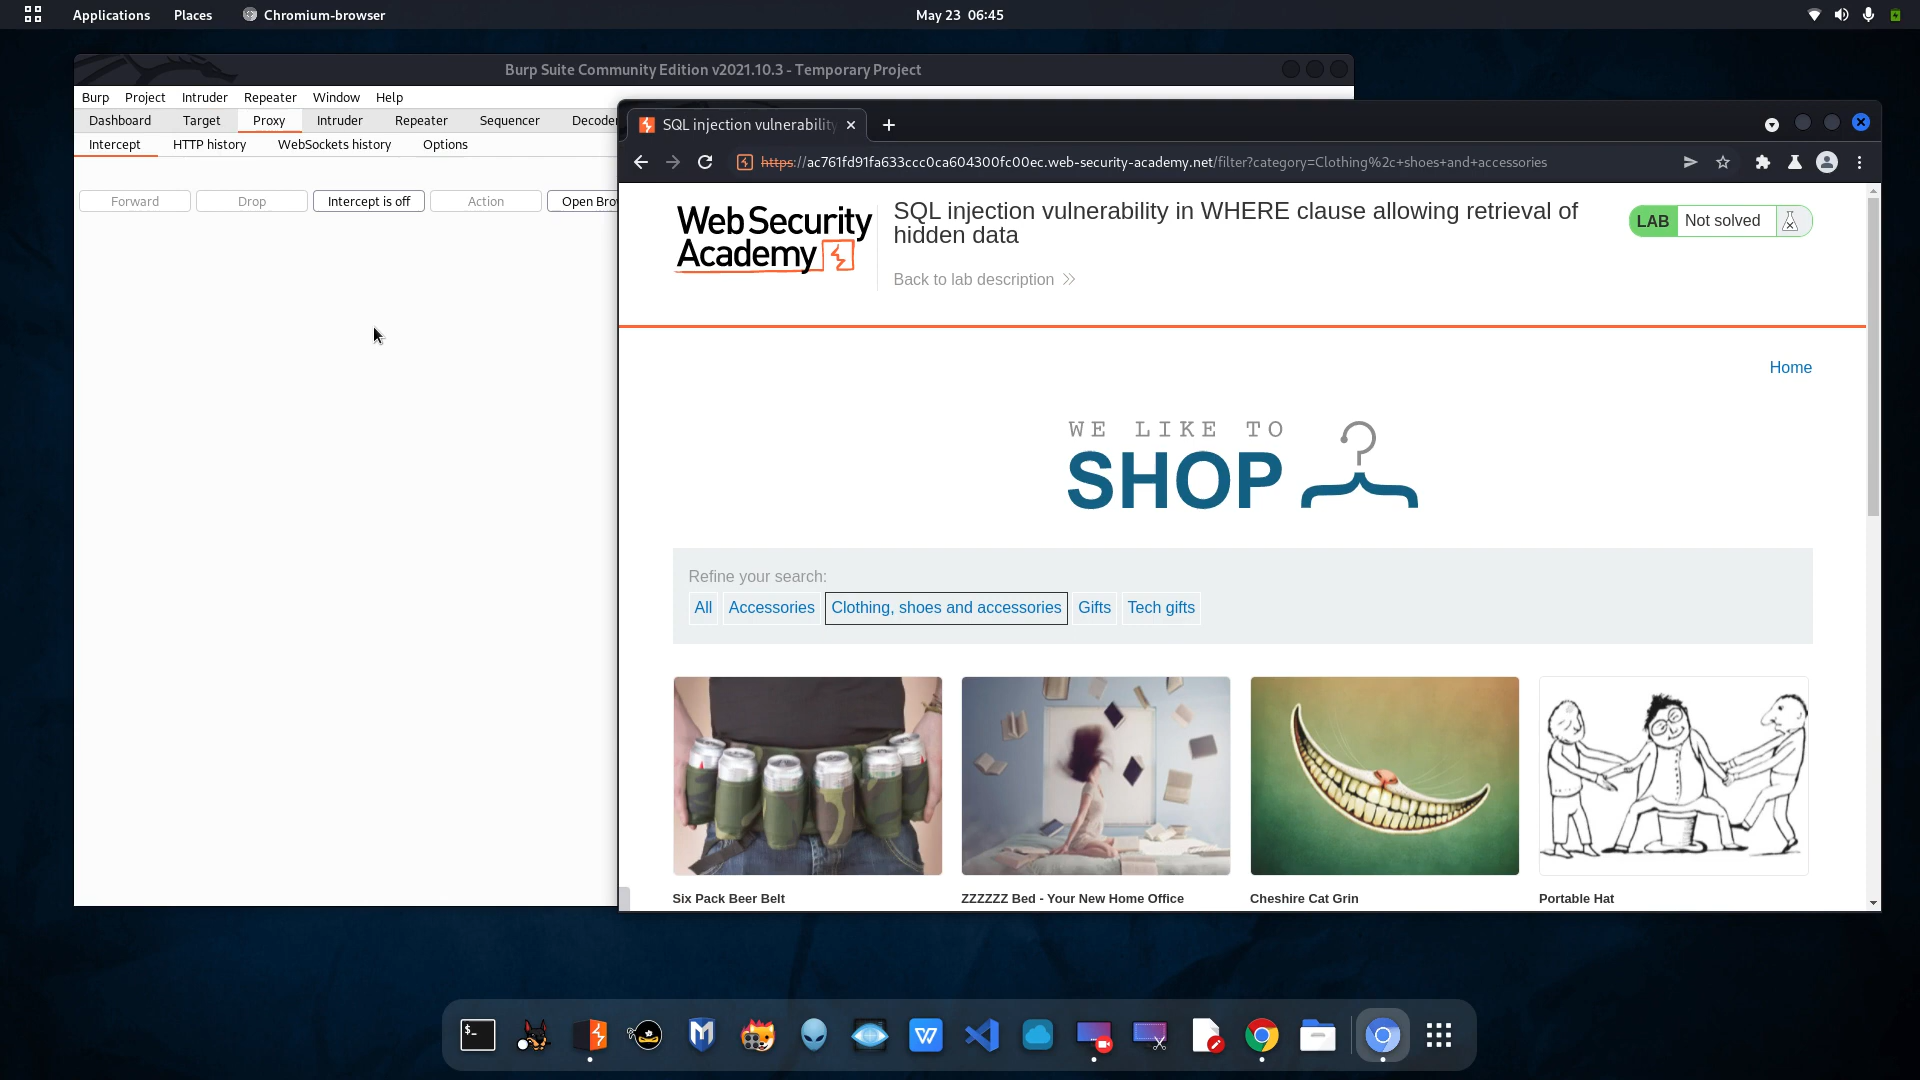 Applications Places Chromium-browser May 23 06:45
Burp Suite Community Edition v2021.10.3 - Temporary Project
Burp Project Intruder Repeater Window Help
Dashboard Target Proxy Intruder Repeater Sequencer Decoder
Intercept HTTP history WebSockets history Options
Forward Drop Intercept is off Action Open Bro
SQL injection vulnerability
https://ac761fd91fa633ccc0ca604300fc00ec.web-security-academy.net/filter?category=Clothing%2c+shoes+and+accessories
Web Security
Academy
SQL injection vulnerability in WHERE clause allowing retrieval of
hidden data
LAB Not solved
Back to lab description
Home
WE LIKE TO
SHOP
Refine your search:
All Accessories Clothing, shoes and accessories Gifts Tech gifts
Six Pack Beer Belt ZZZZZZ Bed - Your New Home Office Cheshire Cat Grin Portable Hat
$_
M
W